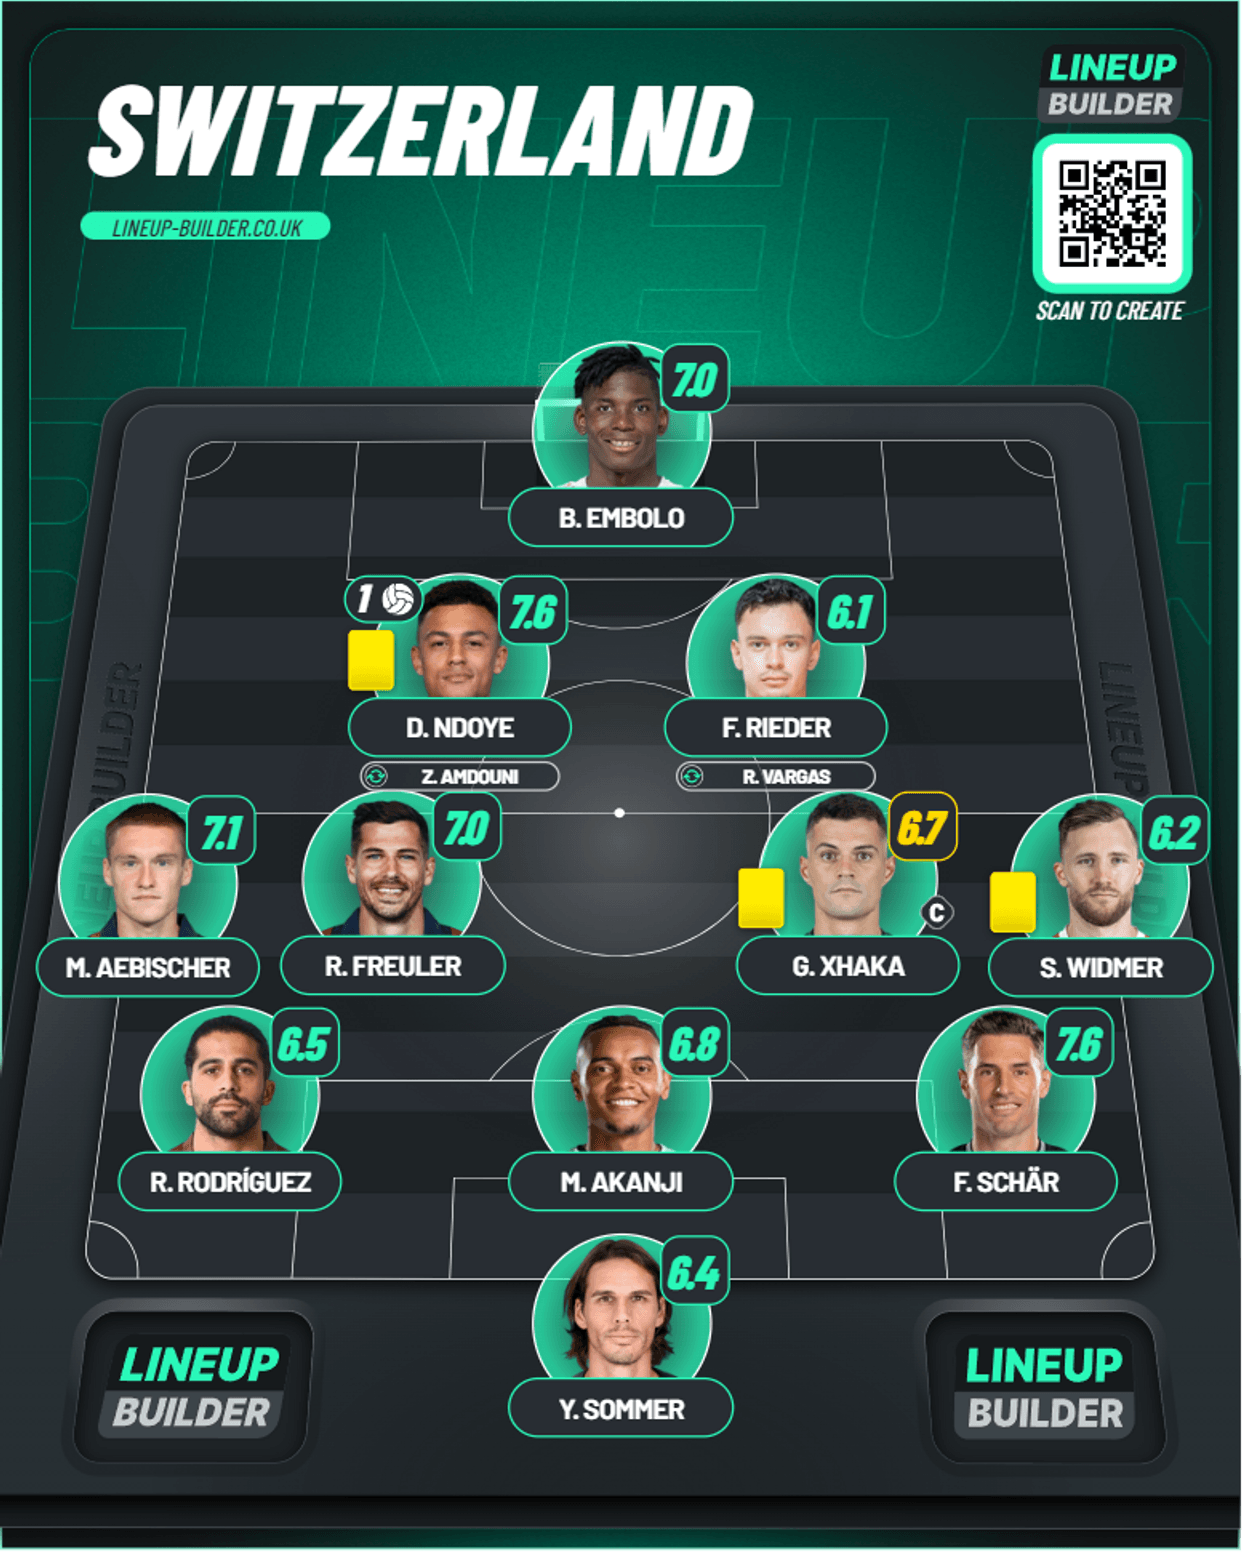 LINEUP
BUILDER
SWITZERLAND
LINEUP-BUILDER.CO.UK
SCAN TO CREATE
7.0
B. EMBOLO
1
7.6
6.1
D. NDOYE
F. RIEDER
Z. AMDOUNI
R. VARGAS
7.1
7.0
6.7
6.2
C
M. AEBISCHER
R. FREULER
G. XHAKA
S. WIDMER
6.5
6.8
7.6
R. RODRÍGUEZ
M. AKANJI
F. SCHÄR
6.4
Y. SOMMER
LINEUP
BUILDER
LINEUP
BUILDER